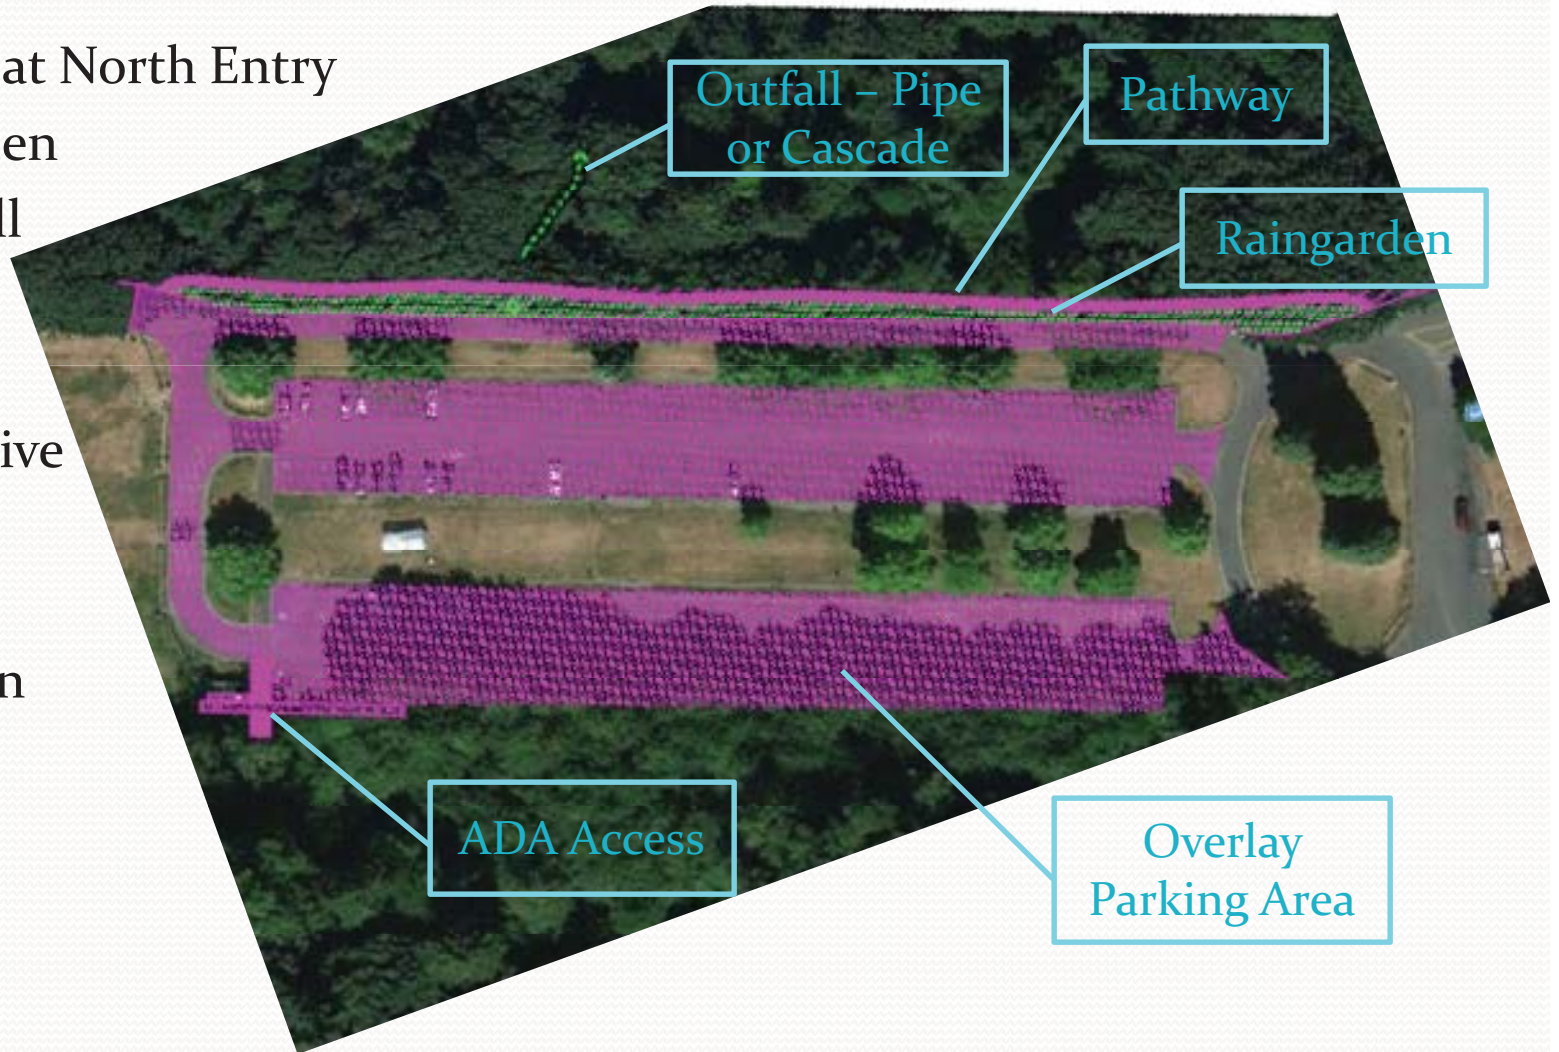 at North Entry
en
ll
ive
n
Outfall – Pipe
or Cascade
Pathway
Raingarden
ADA Access
Overlay
Parking Area